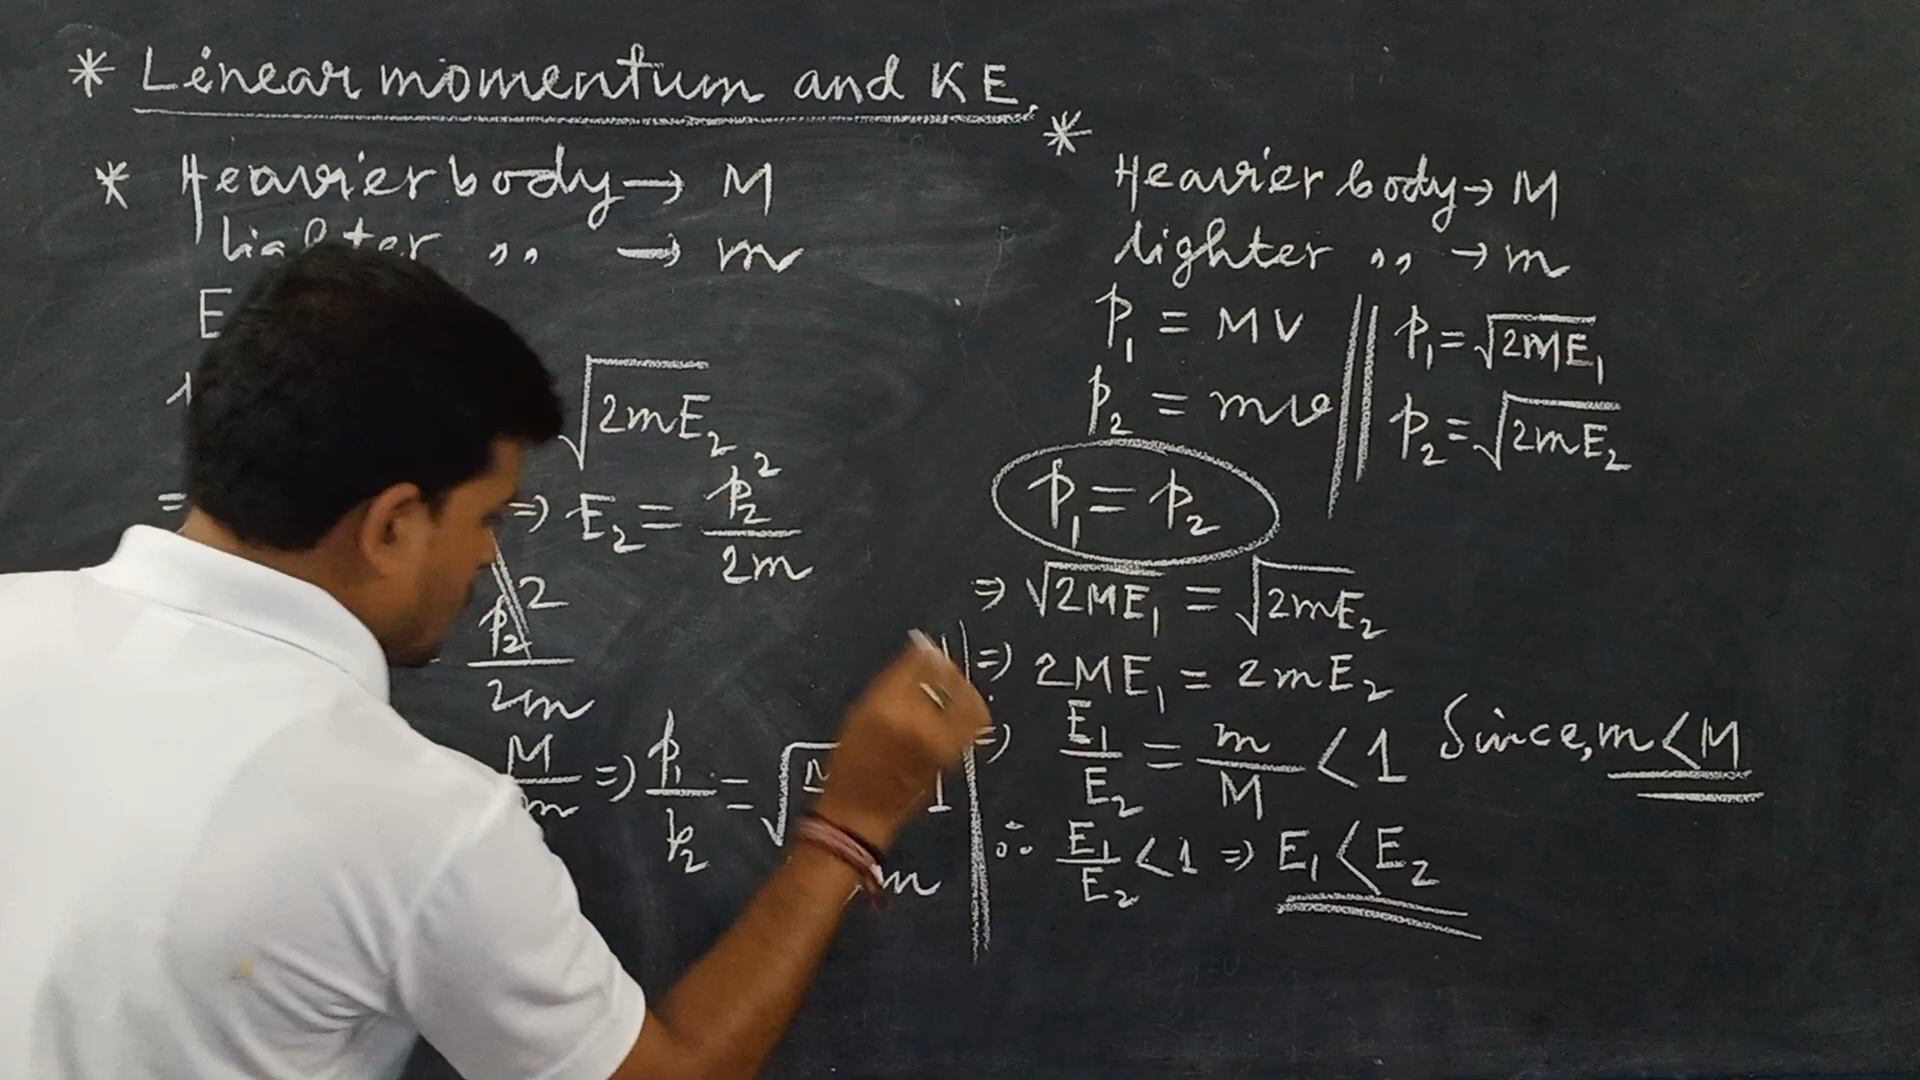 * Linear momentum and KE.
* Heavier body → M
lighter ,, → m
E
√2mE₂
=
⇒ E₂ = p₂²/2m
p₂²/2m
M/m ⇒ p₁/p₂ = √M
1
m
*
Heavier body → M
lighter ,, → m
p₁ = MV || p₁ = √2ME₁
p₂ = mv || p₂ = √2mE₂
p₁ = p₂
⇒ √2ME₁ = √2mE₂
⇒ 2ME₁ = 2mE₂
⇒ E₁/E₂ = m/M < 1 Since, m < M
∴ E₁/E₂ < 1 ⇒ E₁ < E₂